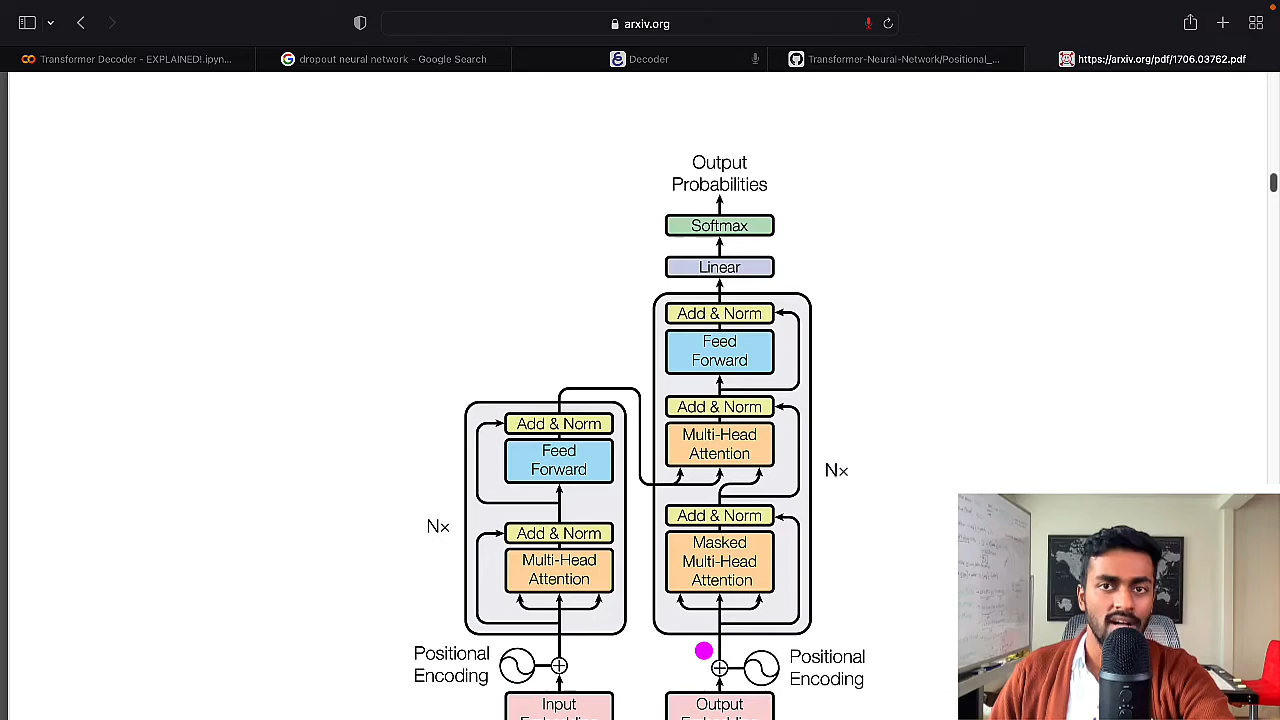 arxiv.org
Transformer Decoder - EXPLAINED!.ipyn...
dropout neural network - Google Search
Decoder
Transformer-Neural-Network/Positional_...
https://arxiv.org/pdf/1706.03762.pdf
Output
Probabilities
Softmax
Linear
Add & Norm
Feed
Forward
Add & Norm
Multi-Head
Attention
Nx
Add & Norm
Masked
Multi-Head
Attention
Add & Norm
Feed
Forward
Nx
Add & Norm
Multi-Head
Attention
Positional
Encoding
Positional
Encoding
Input
Output